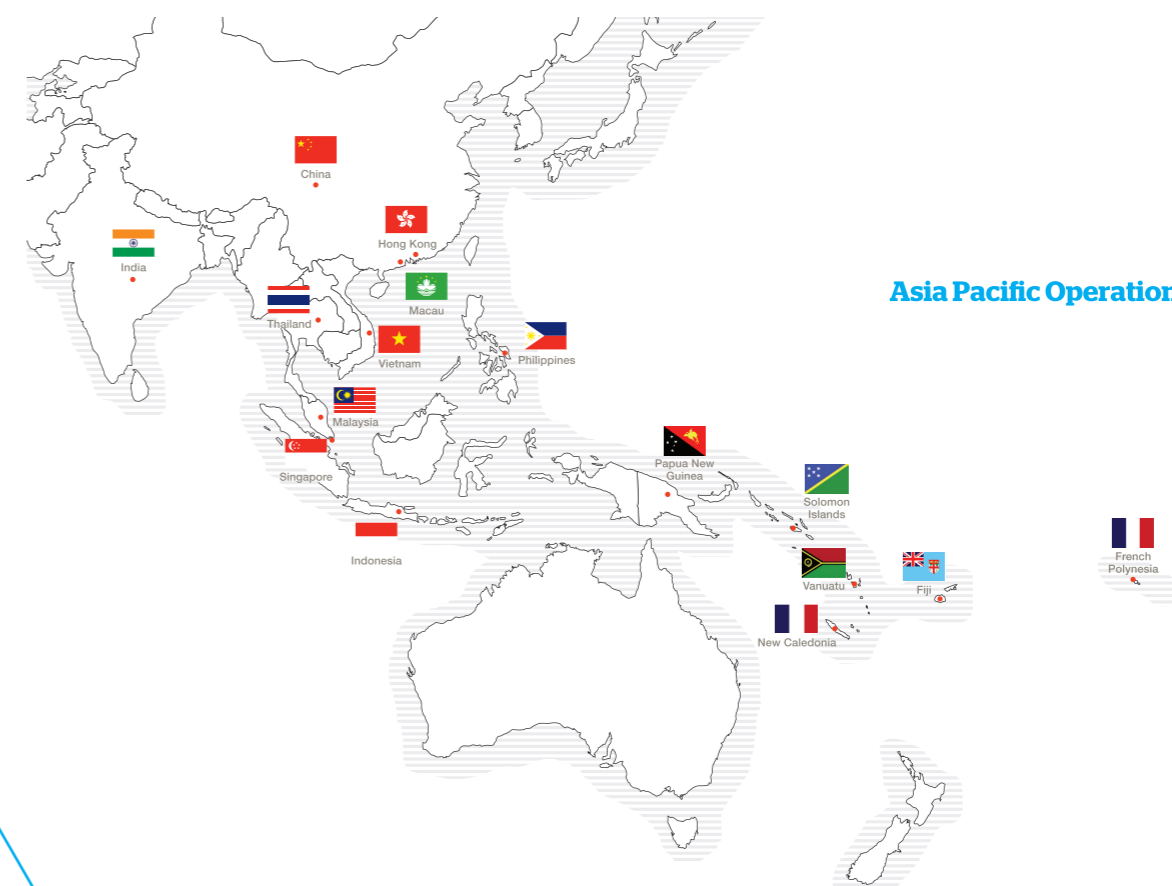 China
Hong Kong
India
Macau
Asia Pacific Operation
Thailand
Vietnam
Philippines
Malaysia
Singapore
Papua New
Guinea
Solomon
Islands
Indonesia
French
Polynesia
Vanuatu
Fiji
New Caledonia